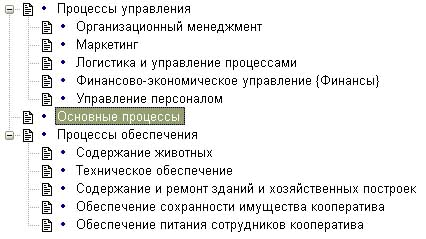 Процессы управления
Организационный менеджмент
Маркетинг
Логистика и управление процессами
Финансово-экономическое управление {Финансы}
Управление персоналом
Основные процессы
Процессы обеспечения
Содержание животных
Техническое обеспечение
Содержание и ремонт зданий и хозяйственных построек
Обеспечение сохранности имущества кооператива
Обеспечение питания сотрудников кооператива